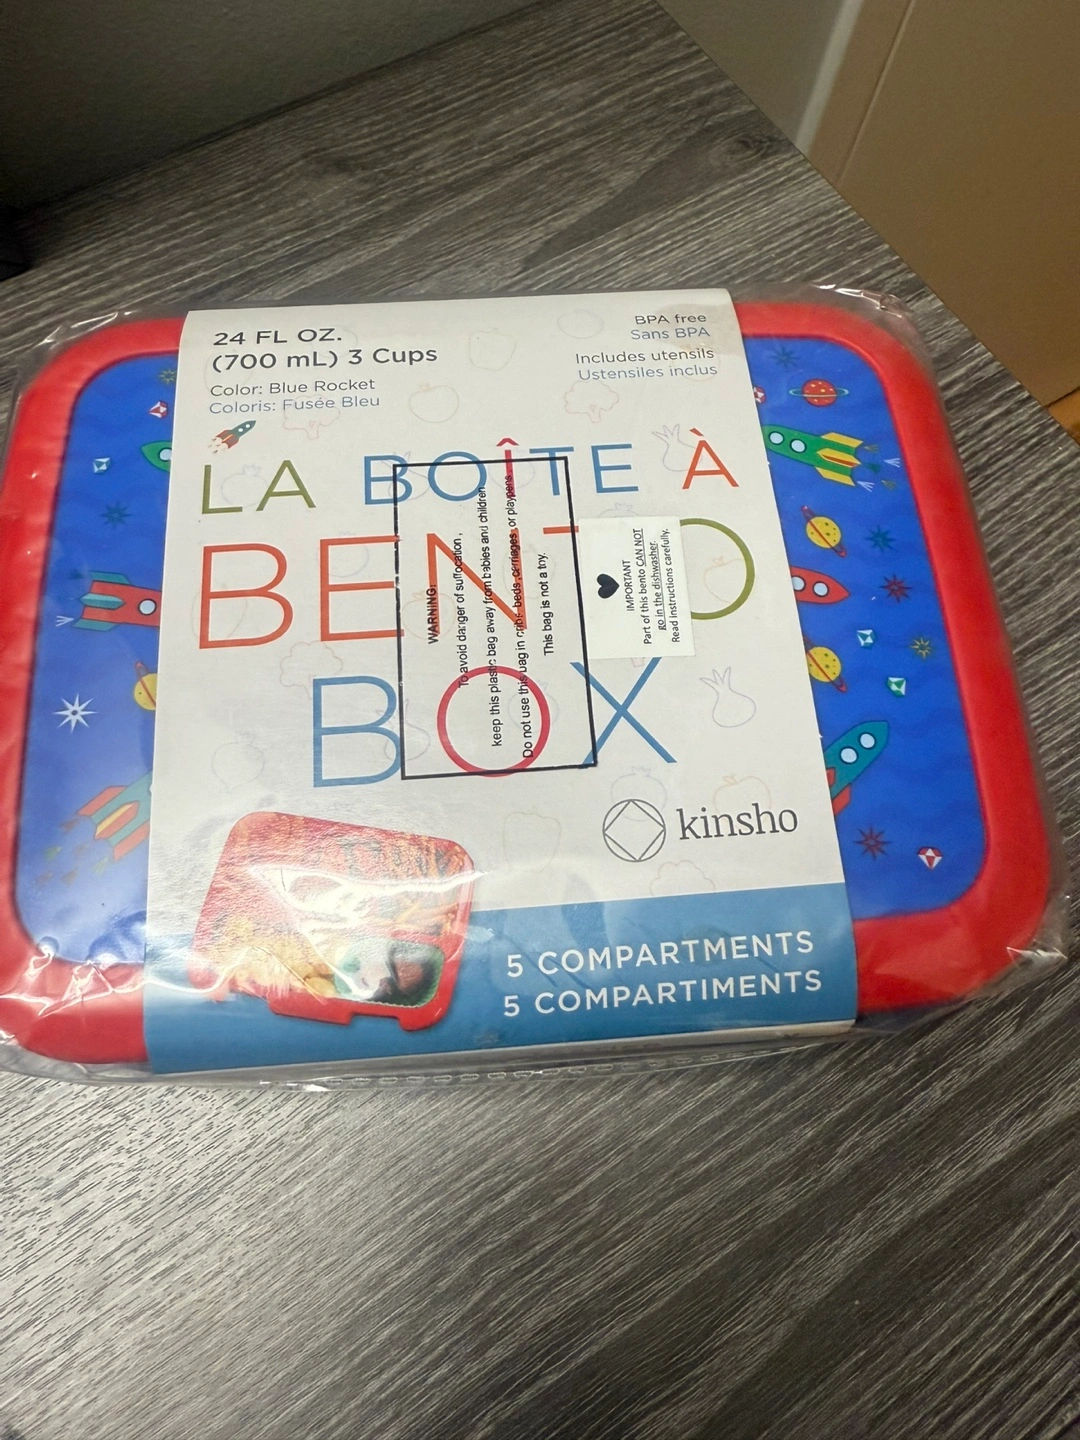 24 FL OZ.
(700 mL) 3 Cups
Color: Blue Rocket
Coloris: Fusée Bleu
BPA free
Sans BPA
Includes utensils
Ustensiles inclus
LA BOÎTE À
BENTO
BOX
WARNING:
To avoid danger of suffocation,
keep this plastic bag away from babies and children
Do not use this bag in cribs beds,carriages or playpens.
This bag is not a toy.
IMPORTANT
Part of this bento CAN NOT
go in the dishwasher.
Read instructions carefully.
kinsho
5 COMPARTMENTS
5 COMPARTIMENTS